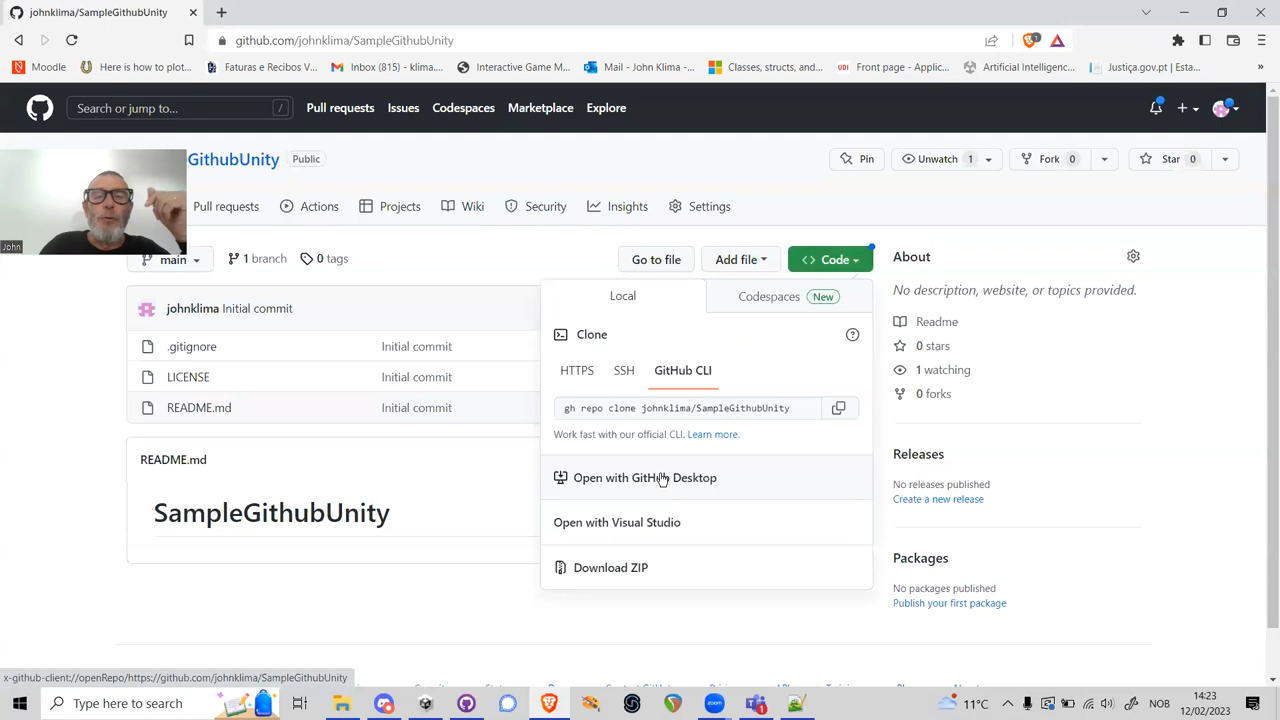 johnklima/SampleGithubUnity
github.com/johnklima/SampleGithubUnity
1
Moodle
Here is how to plot...
Faturas e Recibos V...
Inbox (815) - klima....
Interactive Game M...
Mail - John Klima -...
Classes, structs, and...
UDI
Front page - Applic...
Artificial Intelligenc...
Justiça.gov.pt | Esta...
»
Search or jump to...
/
Pull requests
Issues
Codespaces
Marketplace
Explore
GithubUnity
Public
Pin
Unwatch
1
Fork
0
Star
0
Pull requests
Actions
Projects
Wiki
Security
Insights
Settings
John
main
1 branch
0 tags
Go to file
Add file
<> Code
About
No description, website, or topics provided.
Readme
0 stars
1 watching
0 forks
Releases
No releases published
Create a new release
Packages
No packages published
Publish your first package
johnklima Initial commit
.gitignore
Initial commit
LICENSE
Initial commit
README.md
Initial commit
README.md
SampleGithubUnity
Local
Codespaces
New
Clone
HTTPS
SSH
GitHub CLI
gh repo clone johnklima/SampleGithubUnity
Work fast with our official CLI. Learn more.
Open with GitHub Desktop
Open with Visual Studio
Download ZIP
x-github-client://openRepo/https://github.com/johnklima/SampleGithubUnity
Type here to search
zoom
1
11°C
NOB
14:23
12/02/2023